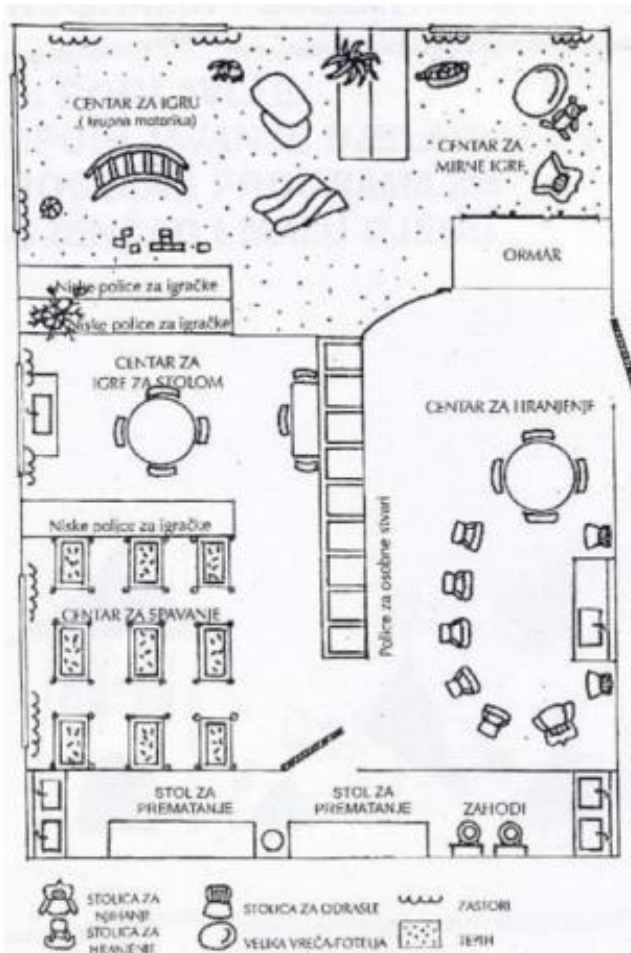 CENTAR ZA IGRU
( krupna motorika)
CENTAR ZA
MIRNE IGRE
ORMAR
Niske police za igračke
Niske police za igračke
CENTAR ZA
IGRE ZA STOLOM
CENTAR ZA HRANJENJE
Niske police za igračke
Police za osobne stvari
CENTAR ZA SPAVANJE
STOL ZA
PREMATANJE
STOL ZA
PREMATANJE
ZAHODI
STOLICA ZA
NJIHANJE
STOLICA ZA
HRANJENJE
STOLICA ZA ODRASLE
VELIKA VREĆA-FOTELJA
ZASTORI
TEPIH